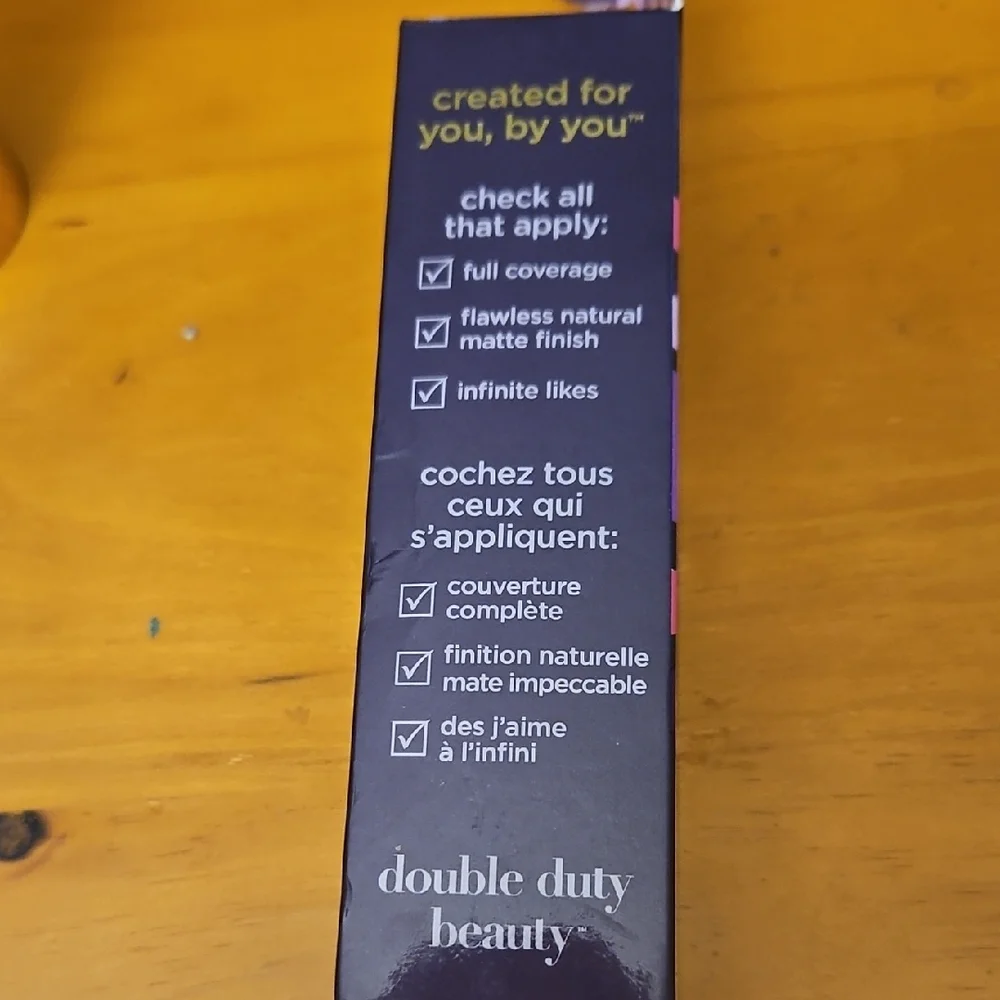 created for
you, by you™
check all
that apply:
full coverage
flawless natural
matte finish
infinite likes
cochez tous
ceux qui
s'appliquent:
couverture
complète
finition naturelle
mate impeccable
des j'aime
à l'infini
double duty
beauty™